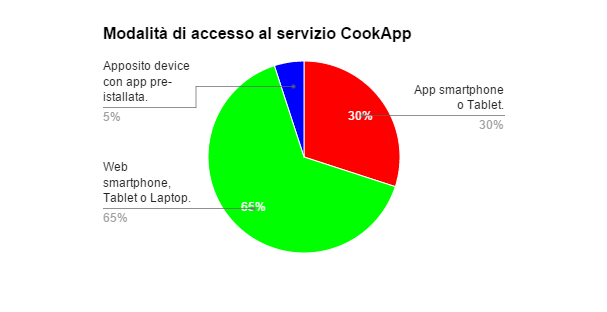 Modalità di accesso al servizio CookApp
Apposito device
con app pre-
istallata.
5%
App smartphone
o Tablet.
30%
30%
Web
smartphone,
Tablet o Laptop.
65%
65%